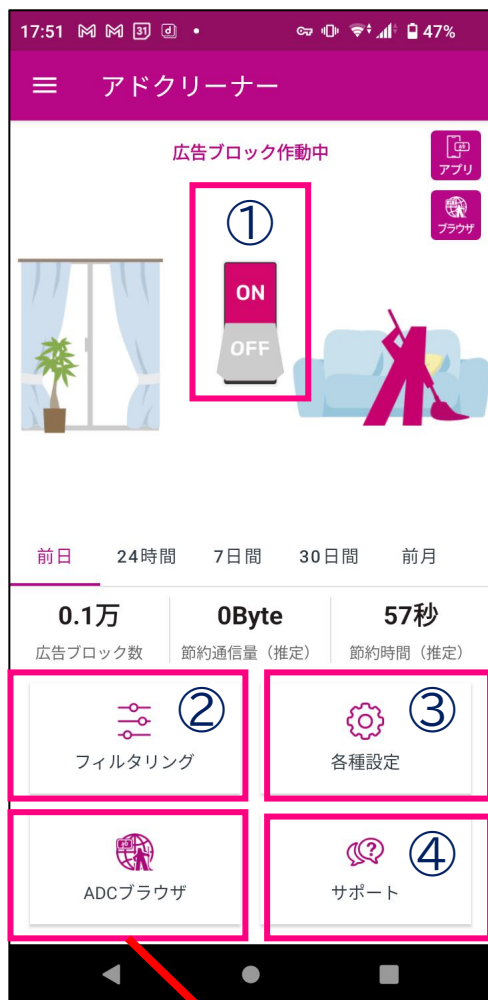 17:51 31 d • 47%
アドクリーナー
広告ブロック作動中
アプリ
ブラウザ
①
ON
OFF
前日 24時間 7日間 30日間 前月
0.1万 0Byte 57秒
広告ブロック数 節約通信量（推定） 節約時間（推定）
② ③
フィルタリング 各種設定
④
ADCブラウザ サポート